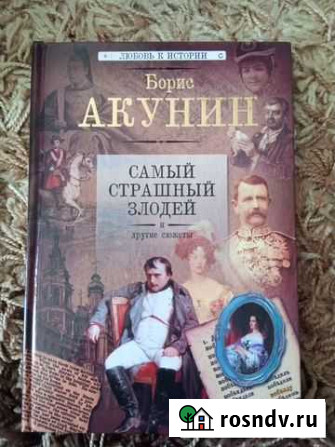 ЛЮБОВЬ К ИСТОРИИ
Борис
АКУНИН
САМЫЙ
СТРАШНЫЙ
ЗЛОДЕЙ
и
другие сюжеты
rosndv.ru